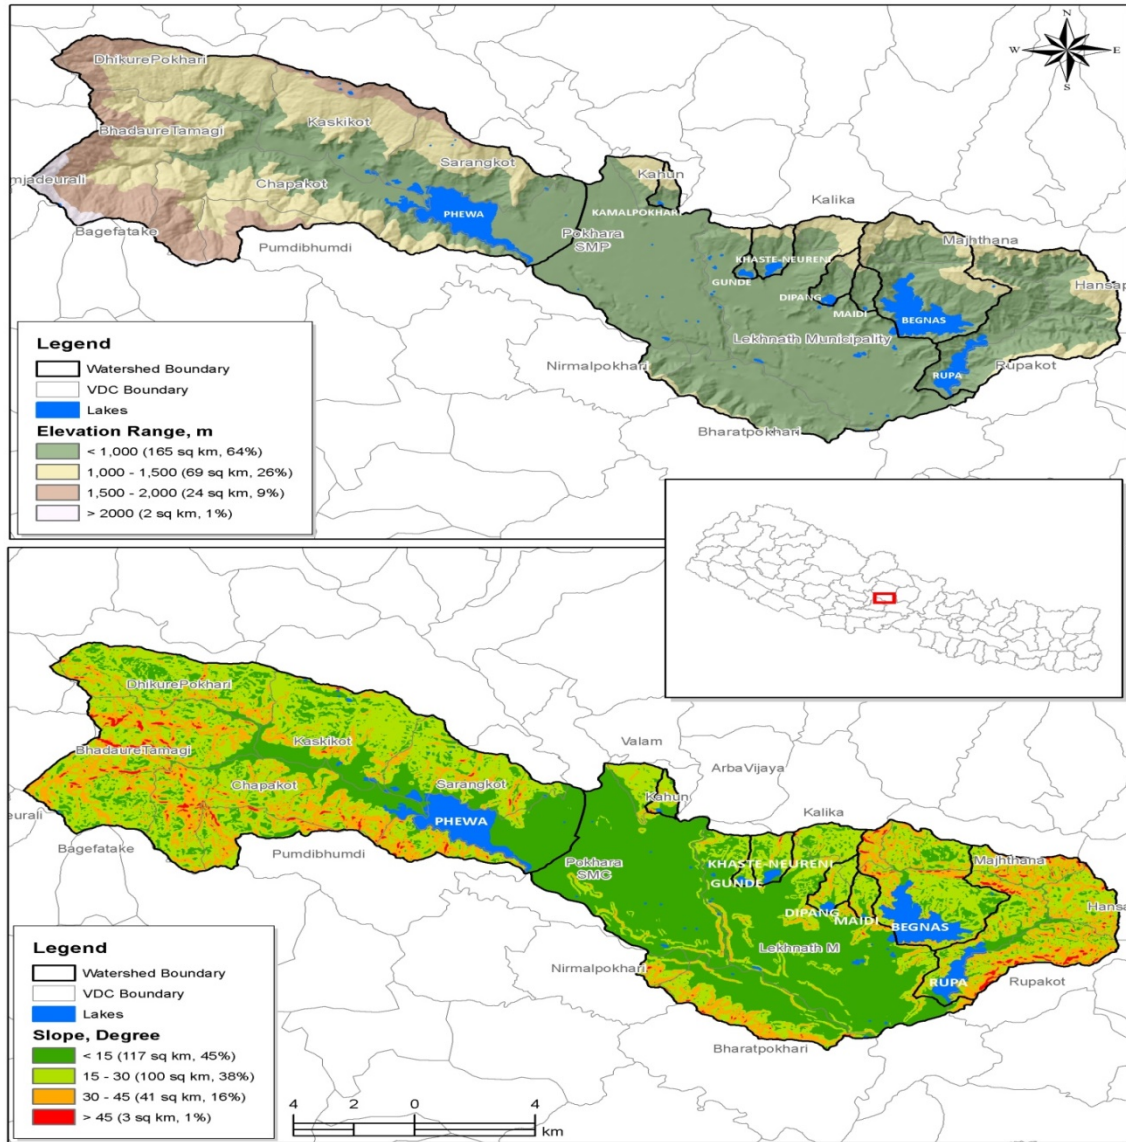 N
W
E
S
DhikurePokhari
BhadaureTamagi
Kaskikot
Sarangkot
Kahun
mjadeurali
Chapakot
PHEWA
KAMALPOKHARI
Kalika
Bagefatake
Pumdibhumdi
Pokhara
SMP
Majhthana
KHASTE-NEURENI
GUNDE
Hansap
DIPANG
MAIDI
BEGNAS
Lekhnath Municipality
Nirmalpokhari
RUPA
Rupakot
Bharatpokhari
Legend
Watershed Boundary
VDC Boundary
Lakes
Elevation Range, m
< 1,000 (165 sq km, 64%)
1,000 - 1,500 (69 sq km, 26%)
1,500 - 2,000 (24 sq km, 9%)
> 2000 (2 sq km, 1%)
DhikurePokhari
BhadaureTamagi
Kaskikot
Valam
ArbaVijaya
Chapakot
Sarangkot
Kahun
eurali
PHEWA
Kalika
Bagefatake
Pumdibhumdi
Pokhara
SMC
KHASTE-NEURENI
Majhthana
GUNDE
Hansa
DIPANG
MAIDI
BEGNAS
Lekhnath M
Nirmalpokhari
RUPA
Rupakot
Bharatpokhari
Legend
Watershed Boundary
VDC Boundary
Lakes
Slope, Degree
< 15 (117 sq km, 45%)
15 - 30 (100 sq km, 38%)
30 - 45 (41 sq km, 16%)
> 45 (3 sq km, 1%)
4 2 0 4
km